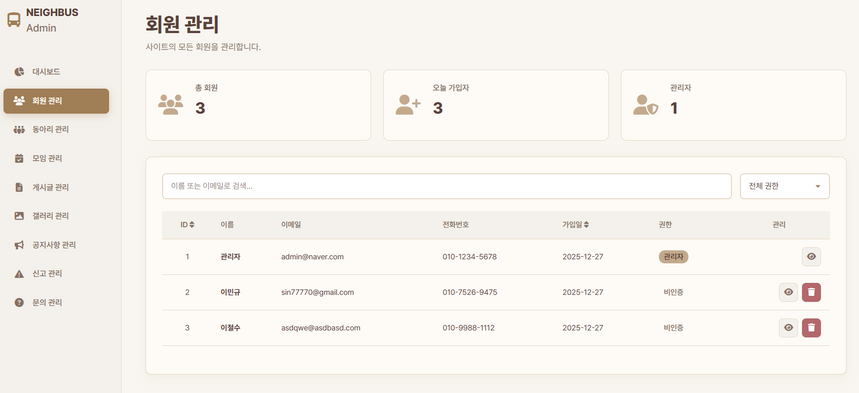 NEIGHBUS
Admin
대시보드
회원 관리
동아리 관리
모임 관리
게시글 관리
갤러리 관리
공지사항 관리
신고 관리
문의 관리
회원 관리
사이트의 모든 회원을 관리합니다.
총 회원
3
오늘 가입자
3
관리자
1
이름 또는 이메일로 검색...
전체 권한
ID 이름 이메일 전화번호 가입일 권한 관리
1 관리자 admin@naver.com 010-1234-5678 2025-12-27 관리자
2 이민규 sin77770@gmail.com 010-7526-9475 2025-12-27 비인증
3 이철수 asdqwe@asdbasd.com 010-9988-1112 2025-12-27 비인증